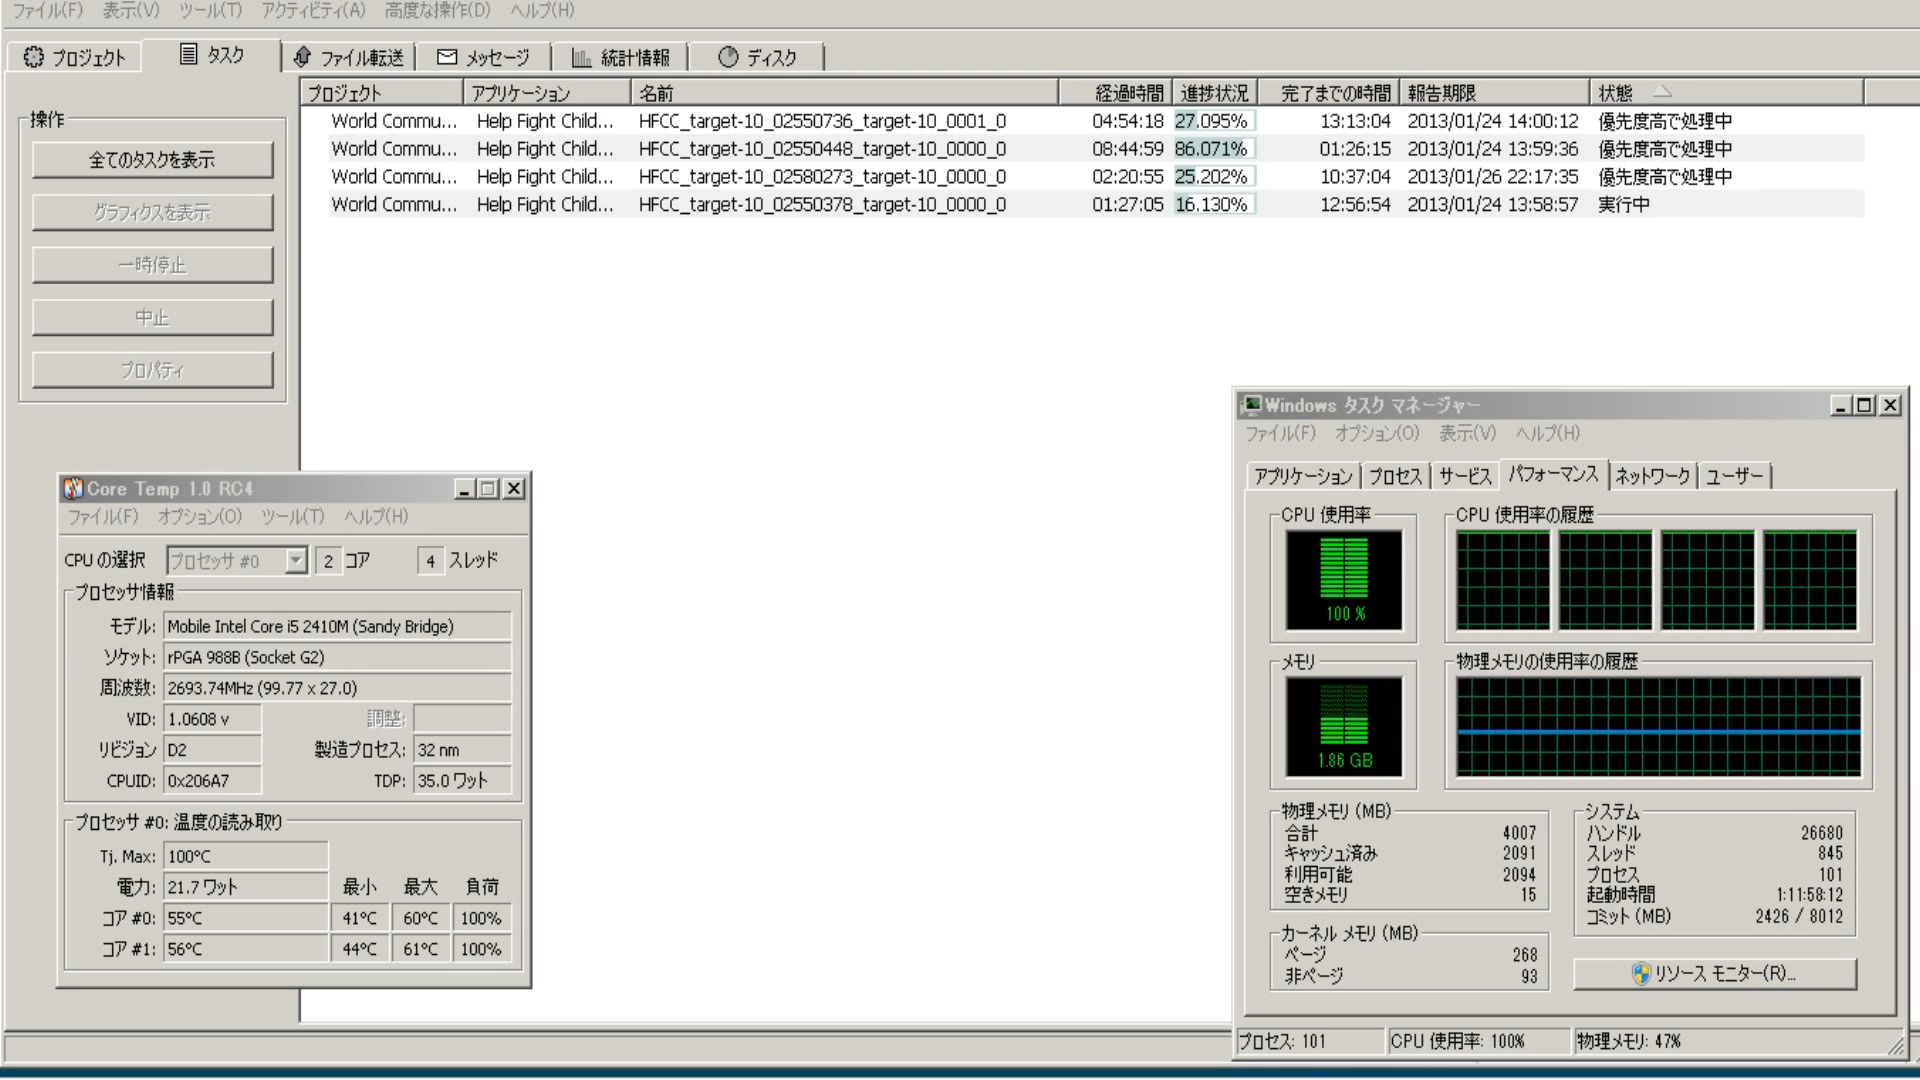 ファイル(F) 表示(V) ツール(T) アクティビティ(A) 高度な操作(D) ヘルプ(H)
プロジェクト タスク ファイル転送 メッセージ 統計情報 ディスク
操作
全てのタスクを表示
グラフィクスを表示
一時停止
中止
プロパティ
プロジェクト アプリケーション 名前 経過時間 進捗状況 完了までの時間 報告期限 状態
World Commu... Help Fight Child... HFCC_target-10_02550736_target-10_0001_0 04:54:18 27.095% 13:13:04 2013/01/24 14:00:12 優先度高で処理中
World Commu... Help Fight Child... HFCC_target-10_02550448_target-10_0000_0 08:44:59 86.071% 01:26:15 2013/01/24 13:59:36 優先度高で処理中
World Commu... Help Fight Child... HFCC_target-10_02580273_target-10_0000_0 02:20:55 25.202% 10:37:04 2013/01/26 22:17:35 優先度高で処理中
World Commu... Help Fight Child... HFCC_target-10_02550378_target-10_0000_0 01:27:05 16.130% 12:56:54 2013/01/24 13:58:57 実行中
Core Temp 1.0 RC4
ファイル(F) オプション(O) ツール(T) ヘルプ(H)
CPU の選択 プロセッサ #0 2 コア 4 スレッド
プロセッサ情報
モデル: Mobile Intel Core i5 2410M (Sandy Bridge)
ソケット: rPGA 988B (Socket G2)
周波数: 2693.74MHz (99.77 x 27.0)
VID: 1.0608 v 調整:
リビジョン D2 製造プロセス: 32 nm
CPUID: 0x206A7 TDP: 35.0 ワット
プロセッサ #0: 温度の読み取り
Tj. Max: 100°C
電力: 21.7 ワット 最小 最大 負荷
コア #0: 55°C 41°C 60°C 100%
コア #1: 56°C 44°C 61°C 100%
Windows タスク マネージャー
ファイル(F) オプション(O) 表示(V) ヘルプ(H)
アプリケーション プロセス サービス パフォーマンス ネットワーク ユーザー
CPU 使用率 CPU 使用率の履歴
100 %
メモリ 物理メモリの使用率の履歴
1.86 GB
物理メモリ (MB)
合計 4007
キャッシュ済み 2091
利用可能 2094
空きメモリ 15
カーネル メモリ (MB)
ページ 268
非ページ 93
システム
ハンドル 26680
スレッド 845
プロセス 101
起動時間 1:11:58:12
コミット (MB) 2426 / 8012
リソース モニター(R)...
プロセス: 101 CPU 使用率: 100% 物理メモリ: 47%